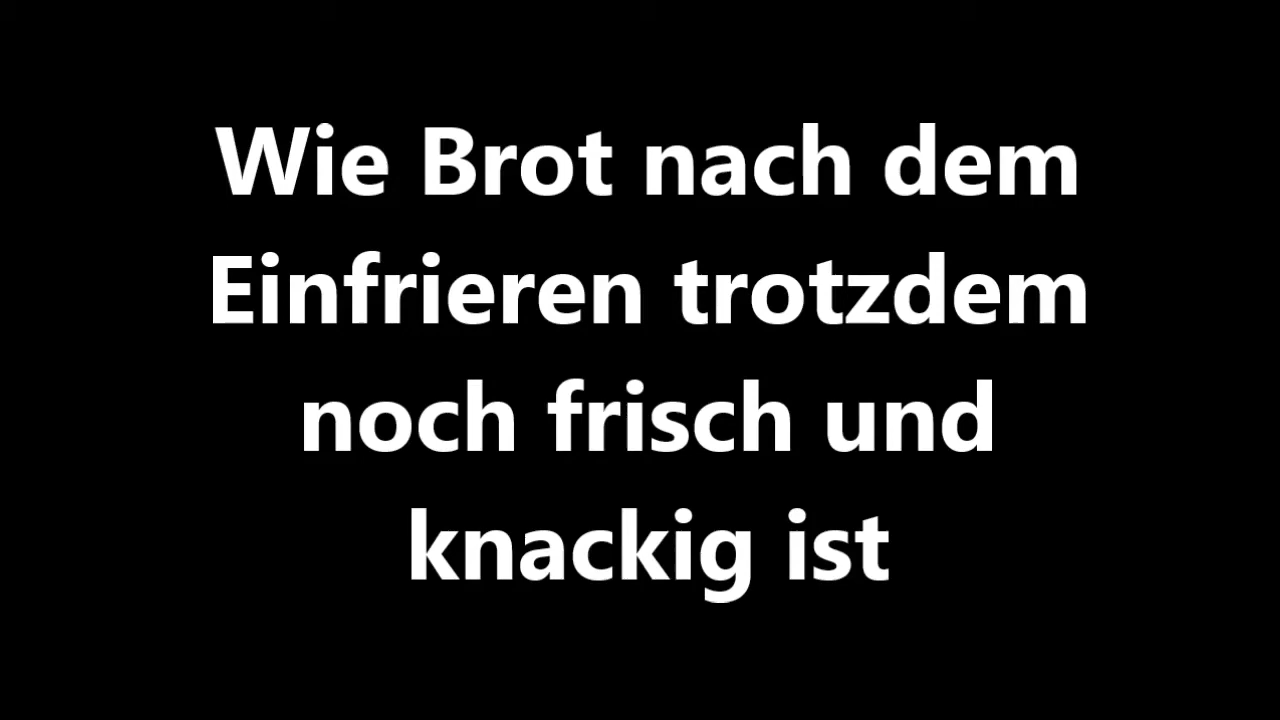 Wie Brot nach dem
Einfrieren trotzdem
noch frisch und
knackig ist